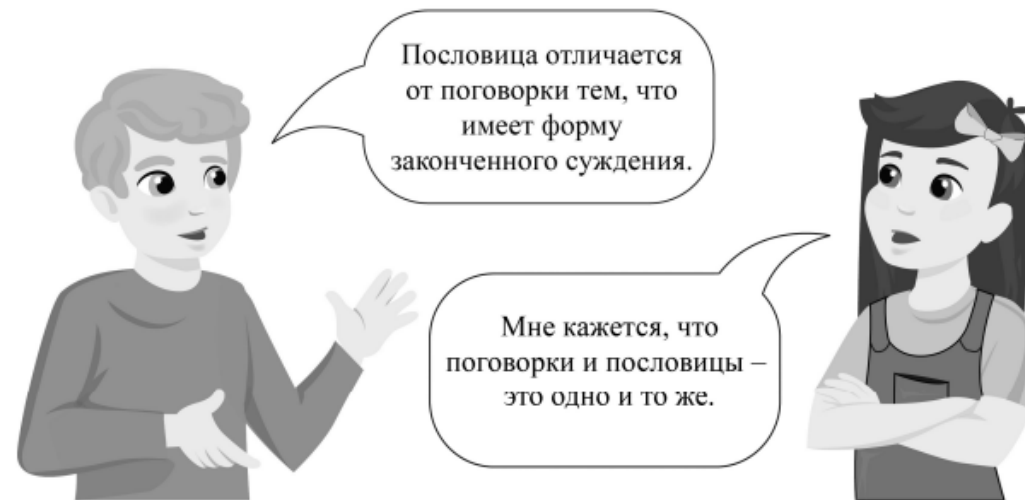 Пословица отличается
от поговорки тем, что
имеет форму
законченного суждения.
Мне кажется, что
поговорки и пословицы –
это одно и то же.